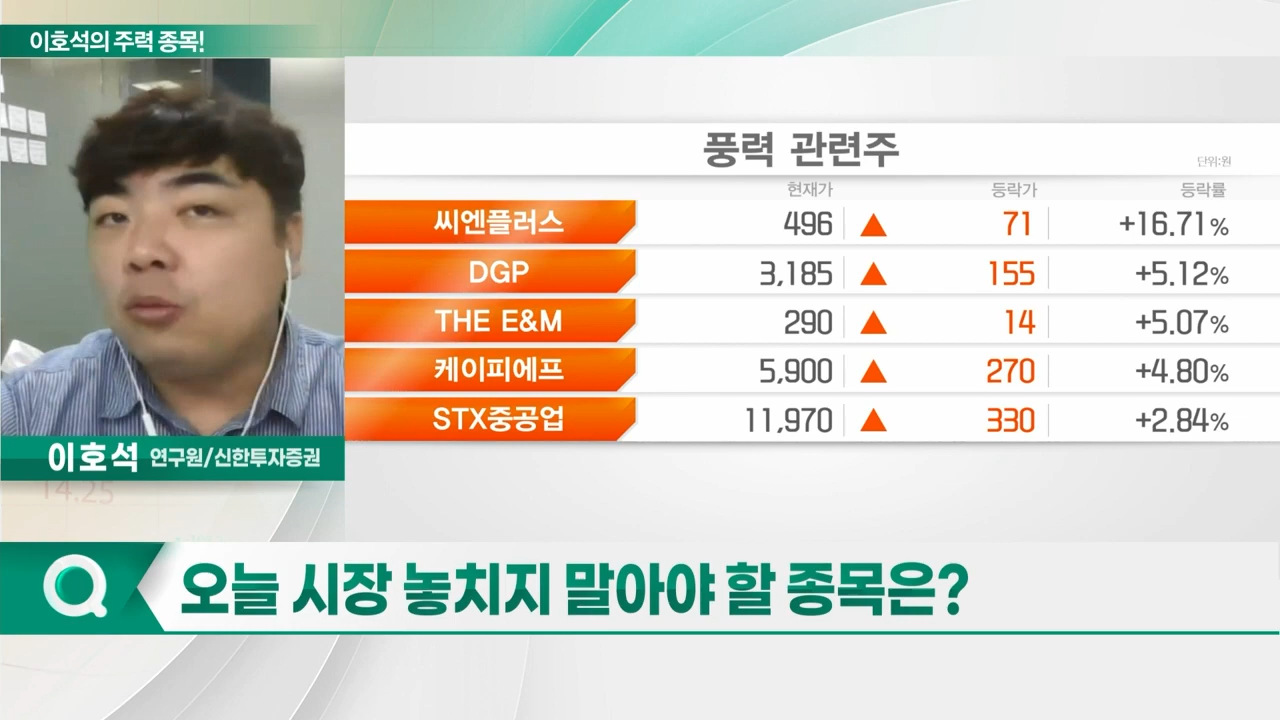 이호석의 주력 종목!
풍력 관련주
단위:원
현재가 등락가 등락률
씨엔플러스 496 ▲ 71 +16.71%
DGP 3,185 ▲ 155 +5.12%
THE E&M 290 ▲ 14 +5.07%
케이피에프 5,900 ▲ 270 +4.80%
STX중공업 11,970 ▲ 330 +2.84%
이호석 연구원/신한투자증권
14.25
Q 오늘 시장 놓치지 말아야 할 종목은?